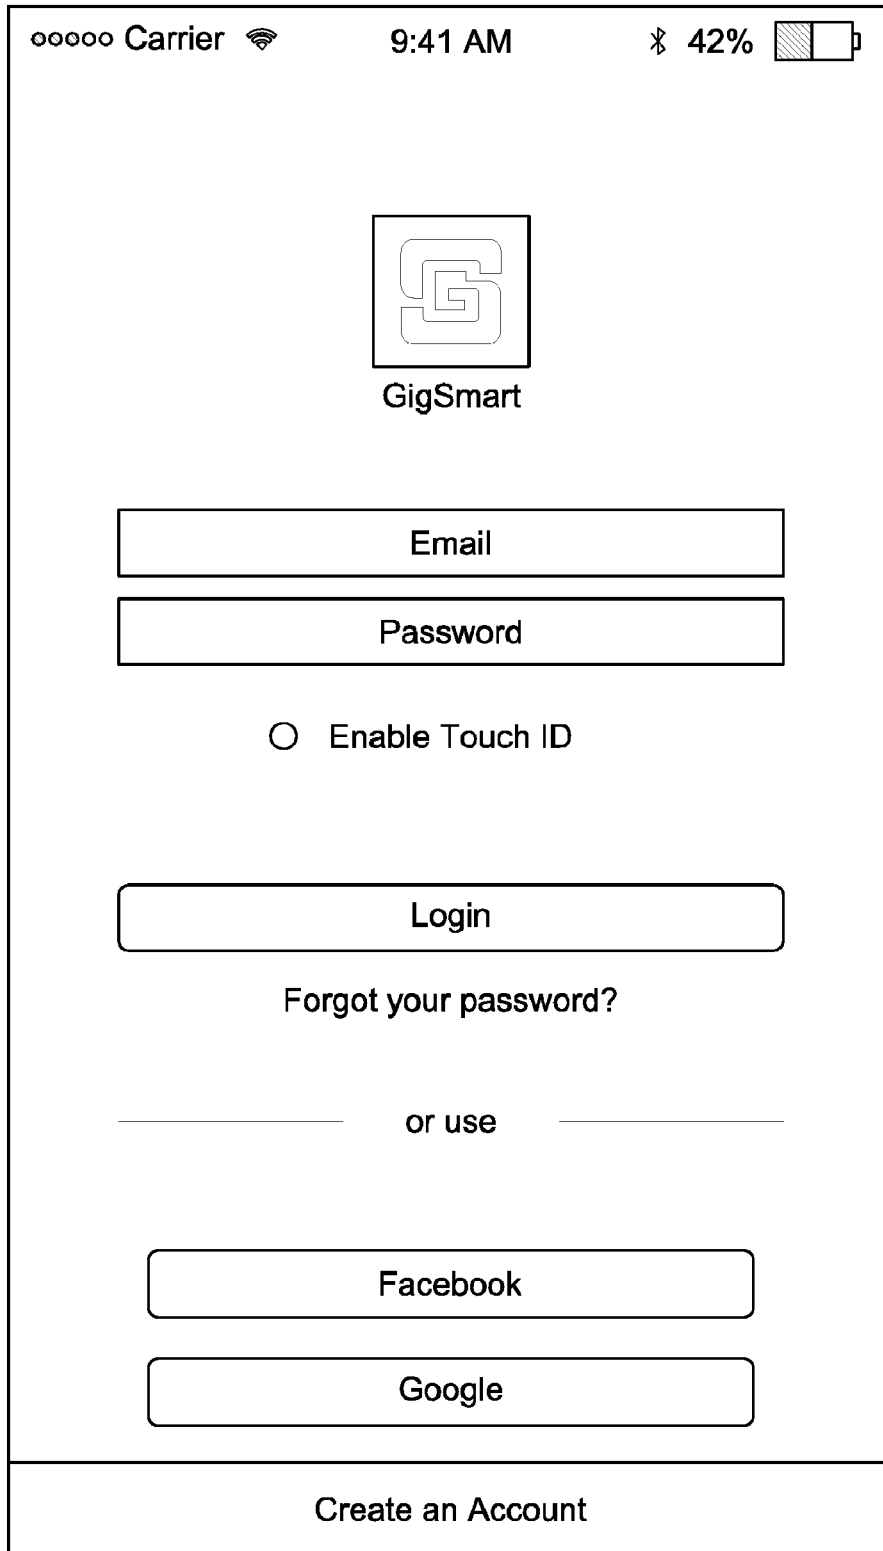 Carrier 9:41 AM 42%
GigSmart
Email
Password
Enable Touch ID
Login
Forgot your password?
or use
Facebook
Google
Create an Account